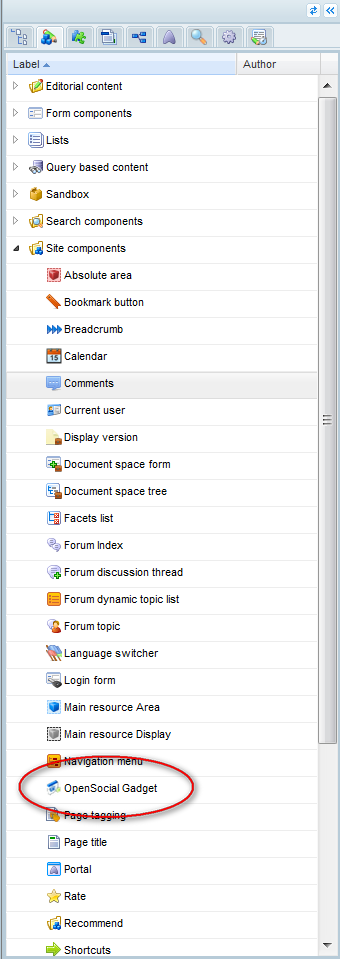 Label Author
Editorial content
Form components
Lists
Query based content
Sandbox
Search components
Site components
Absolute area
Bookmark button
Breadcrumb
15 Calendar
Comments
Current user
Display version
Document space form
Document space tree
Facets list
Forum Index
Forum discussion thread
Forum dynamic topic list
Forum topic
Language switcher
Login form
Main resource Area
Main resource Display
Navigation menu
OpenSocial Gadget
Page tagging
Page title
Portal
Rate
Recommend
Shortcuts